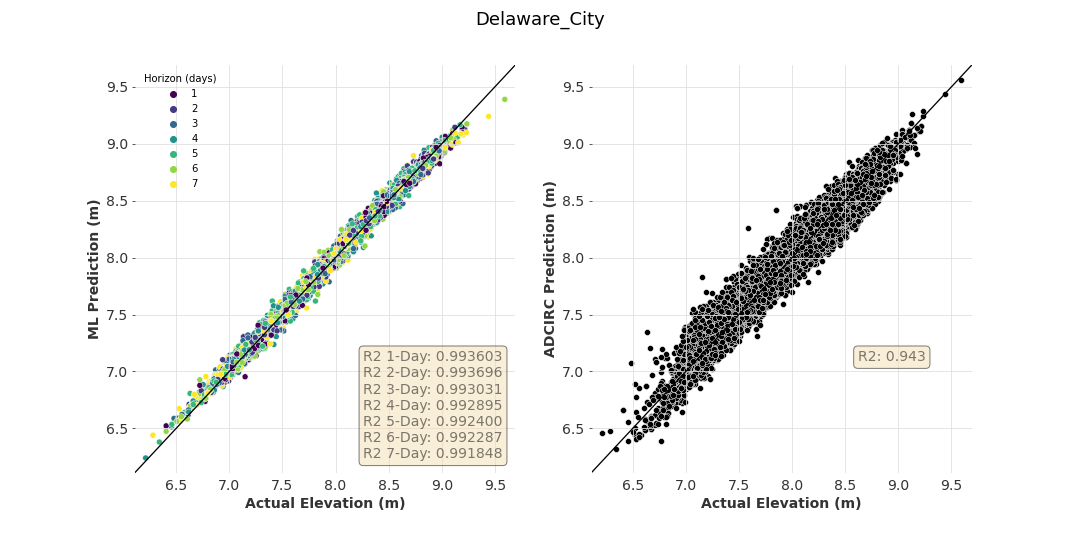 Delaware_City
Horizon (days)
1
2
3
4
5
6
7
9.5
9.0
8.5
8.0
7.5
7.0
6.5
ML Prediction (m)
R2 1-Day: 0.993603
R2 2-Day: 0.993696
R2 3-Day: 0.993031
R2 4-Day: 0.992895
R2 5-Day: 0.992400
R2 6-Day: 0.992287
R2 7-Day: 0.991848
6.5 7.0 7.5 8.0 8.5 9.0 9.5
Actual Elevation (m)
9.5
9.0
8.5
8.0
7.5
7.0
6.5
ADCIRC Prediction (m)
R2: 0.943
6.5 7.0 7.5 8.0 8.5 9.0 9.5
Actual Elevation (m)